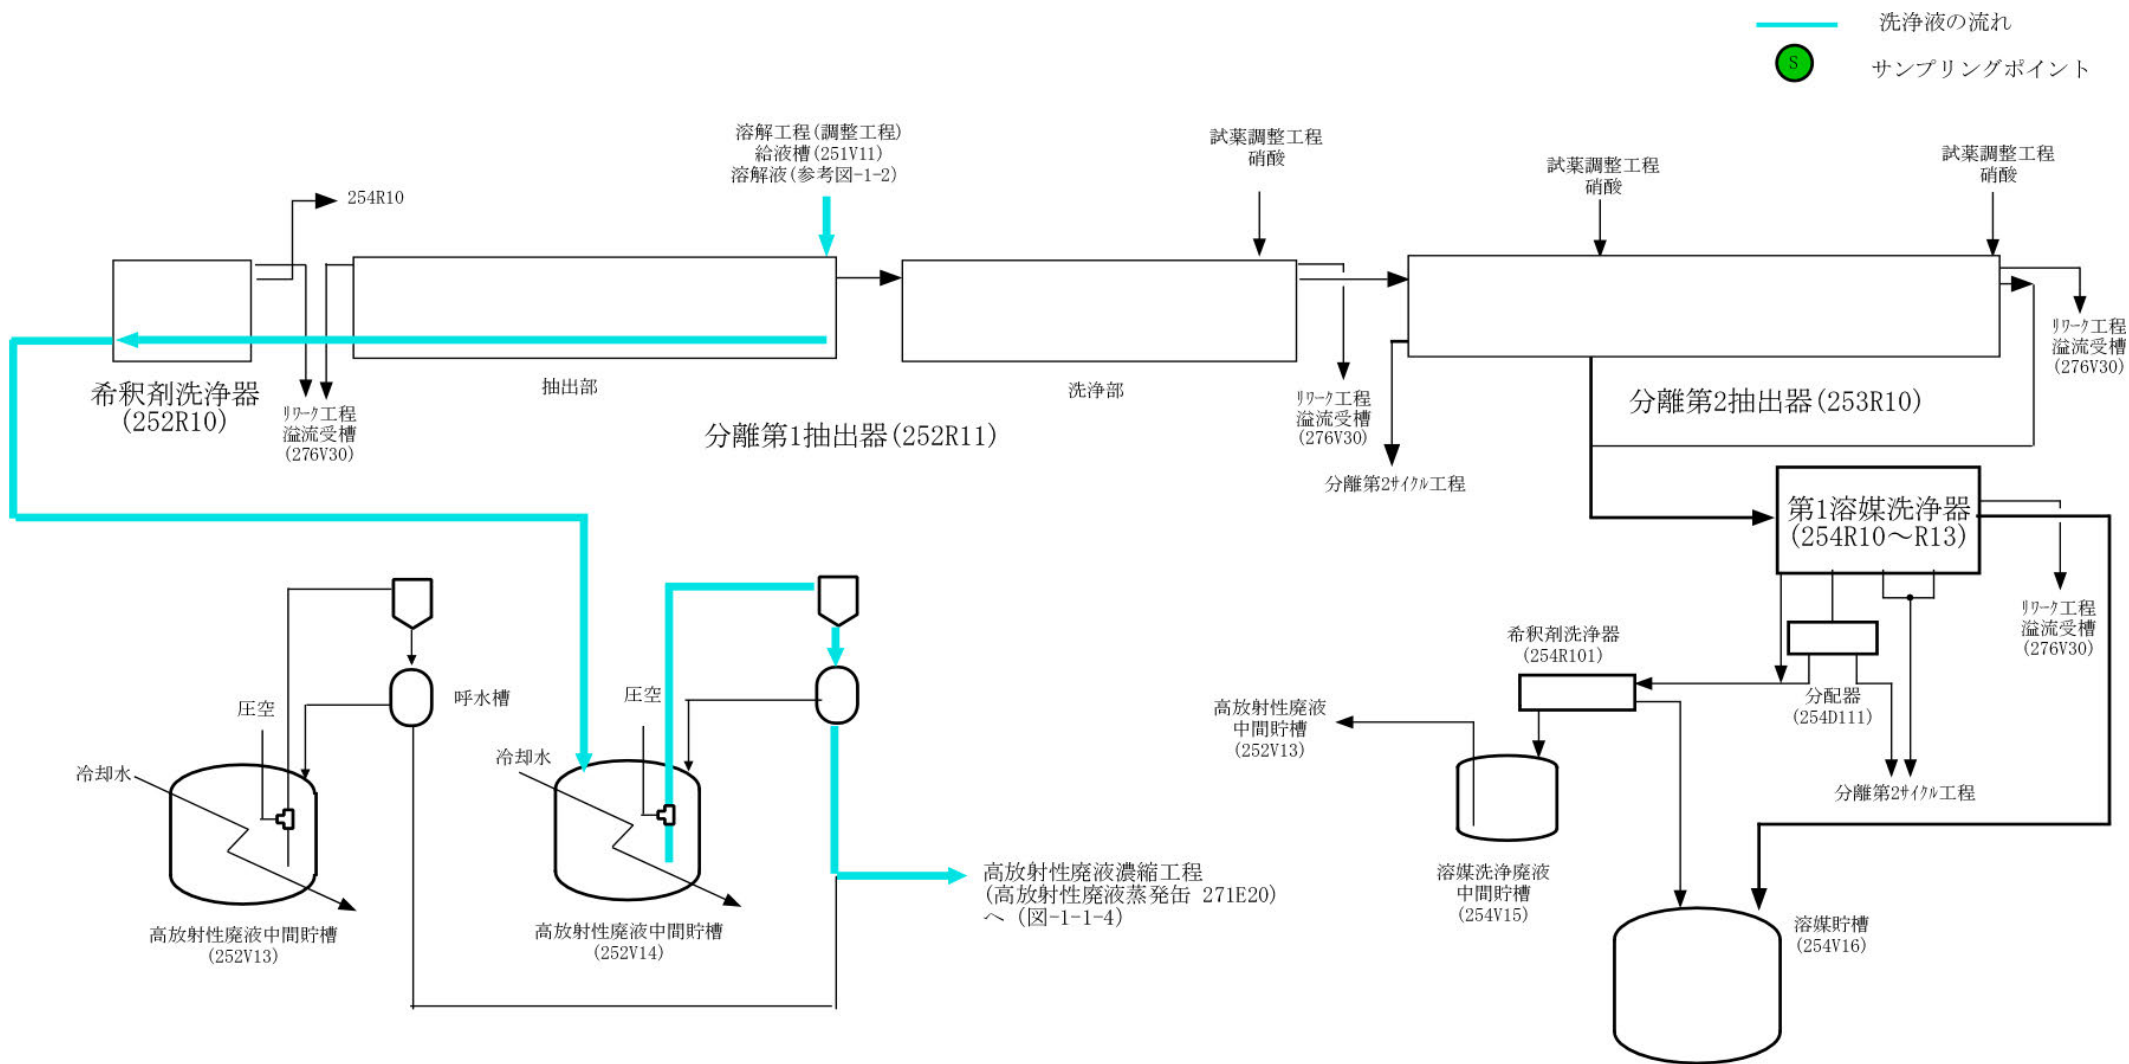 洗浄液の流れ
S
サンプリングポイント
溶解工程(調整工程)
給液槽(251V11)
溶解液(参考図-1-2)
試薬調整工程
硝酸
試薬調整工程
硝酸
試薬調整工程
硝酸
254R10
希釈剤洗浄器
(252R10)
リワーク工程
溢流受槽
(276V30)
抽出部
分離第1抽出器(252R11)
洗浄部
リワーク工程
溢流受槽
(276V30)
分離第2サイクル工程
分離第2抽出器(253R10)
リワーク工程
溢流受槽
(276V30)
第1溶媒洗浄器
(254R10～R13)
リワーク工程
溢流受槽
(276V30)
希釈剤洗浄器
(254R101)
分配器
(254D111)
分離第2サイクル工程
高放射性廃液
中間貯槽
(252V13)
溶媒洗浄廃液
中間貯槽
(254V15)
溶媒貯槽
(254V16)
呼水槽
圧空
冷却水
高放射性廃液中間貯槽
(252V13)
圧空
冷却水
高放射性廃液中間貯槽
(252V14)
高放射性廃液濃縮工程
(高放射性廃液蒸発缶 271E20)
へ (図-1-1-4)